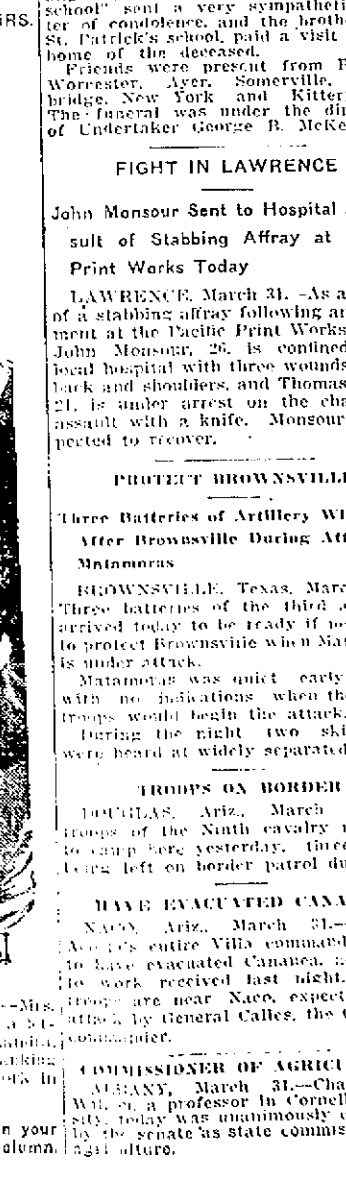 school" sent a very sympatheti
ter of condolence, and the broth
St. Patrick's school, paid a visit
home of the deceased.
Friends were present from
Worcester, Ayer, Somerville,
bridge, New York and Kitter
The funeral was under the di
of Undertaker George B. McKe
FIGHT IN LAWRENCE
John Monsour Sent to Hospital
sult of Stabbing Affray at
Print Works Today
LAWRENCE, March 31.—As a
of a stabbing affray following a
ment at the Pacific Print Works
John Monsour, 26, is confined
local hospital with three wounds
back and shoulders, and Thomas
21, is under arrest on the cha
assault with a knife. Monsour
pected to recover.
PROTECT BROWNSVILLE
Three Batteries of Artillery Wi
After Brownsville During Att
Matamoras
BROWNSVILLE, Texas, Marc
Three batteries of the third
arrived today to be ready if ne
to protect Brownsville when Mat
is under attack.
Matamoras was quiet early
with no indications when the
troops would begin the attack.
During the night two ski
were heard at widely separated
TROOPS ON BORDER
DOUGLAS, Ariz., March
troops of the Ninth cavalry
to camp here yesterday, three
being left on border patrol du
HAVE EVACUATED CANA
NACO, Ariz., March 31.—
entire Villa command
to have evacuated Cananea,
to work received last night.
troops are near Naco, expect
attack by General Calles, the
commander.
COMMISSIONER OF AGRICU
ALBANY, March 31.—Cha
a professor in Cornell
sity, today was unanimously
by the senate as state commis
agriculture.
IRS.
—Mrs.
n your
olumn.